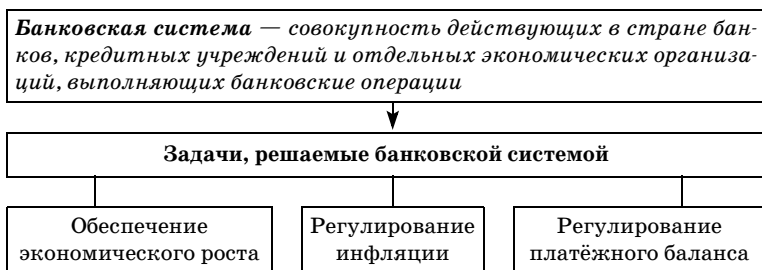 Банковская система — совокупность действующих в стране бан-
ков, кредитных учреждений и отдельных экономических организа-
ций, выполняющих банковские операции
Задачи, решаемые банковской системой
Обеспечение
экономического роста
Регулирование
инфляции
Регулирование
платёжного баланса